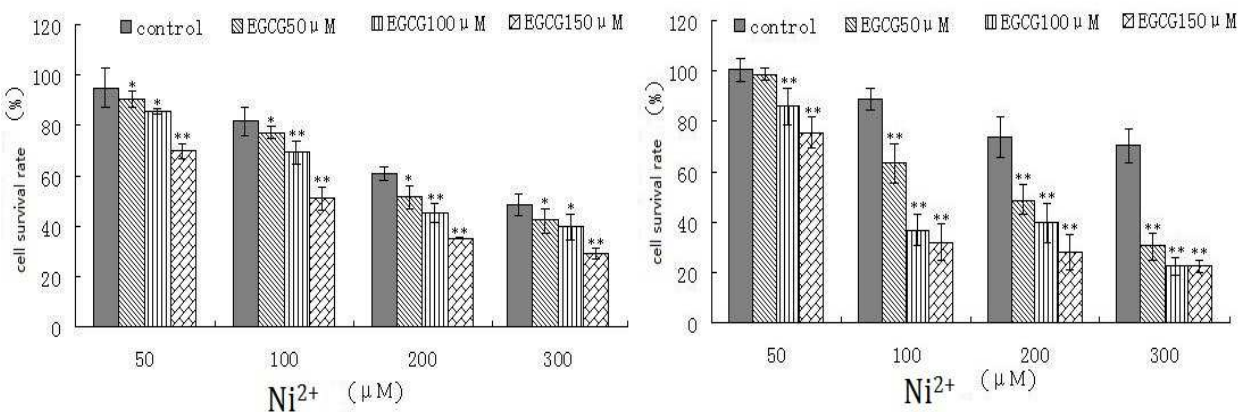 120
control EGCG50μM EGCG100μM EGCG150μM
100
80
60
40
20
0
cell survival rate (%)
* * **
* ** **
* ** **
* * **
50 100 200 300
Ni²⁺ (μM)
120
control EGCG50μM EGCG100μM EGCG150μM
100
80
60
40
20
0
cell survival rate (%)
** **
** ** **
** ** **
** ** **
50 100 200 300
Ni²⁺ (μM)